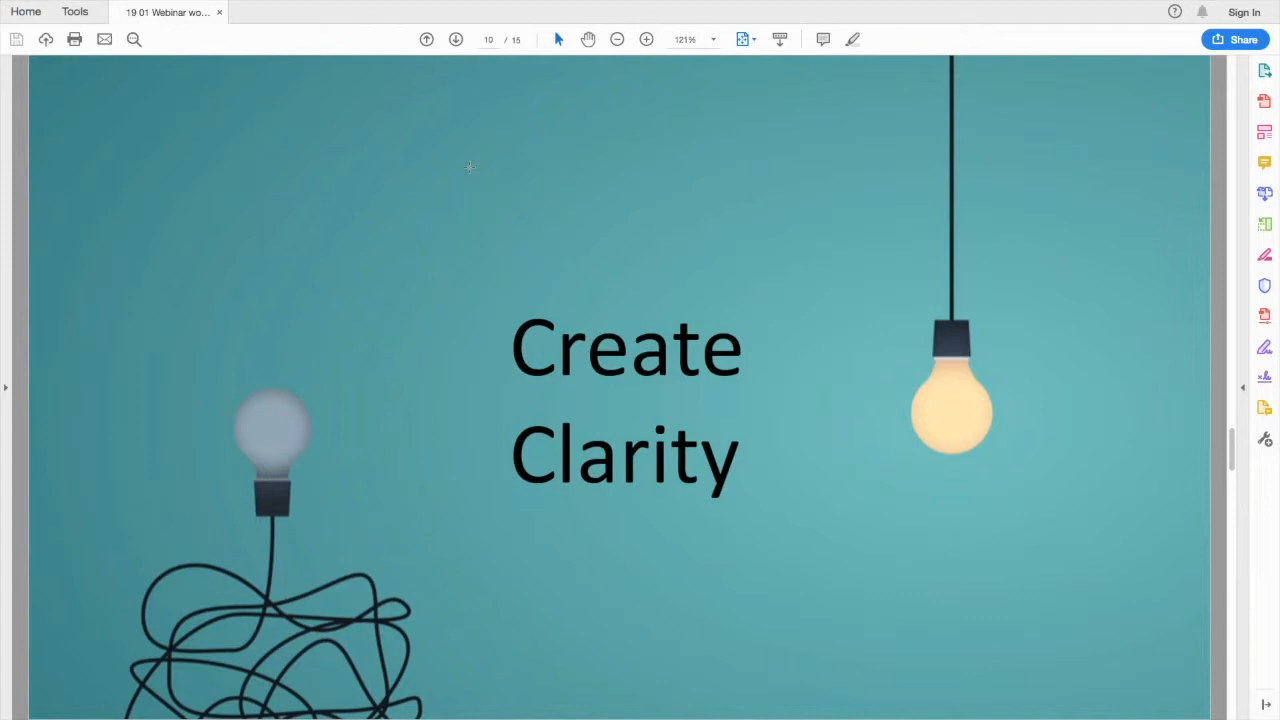 Home Tools 19 01 Webinar wo... × Sign In
10 / 15 121% Share
Create
Clarity